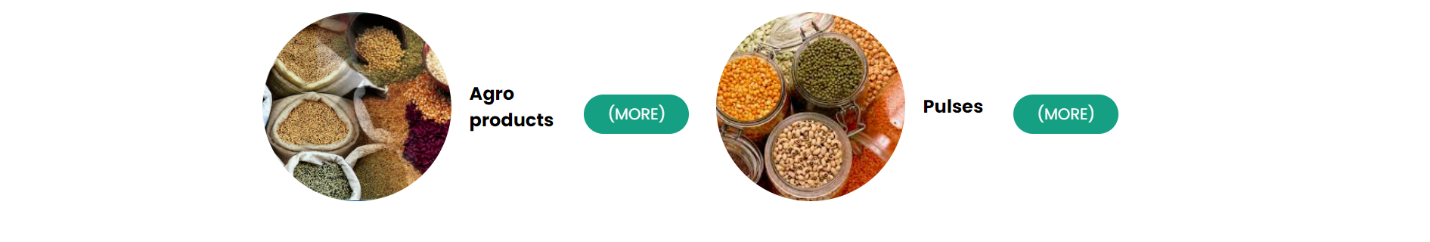 Agro
products
(MORE)
Pulses
(MORE)